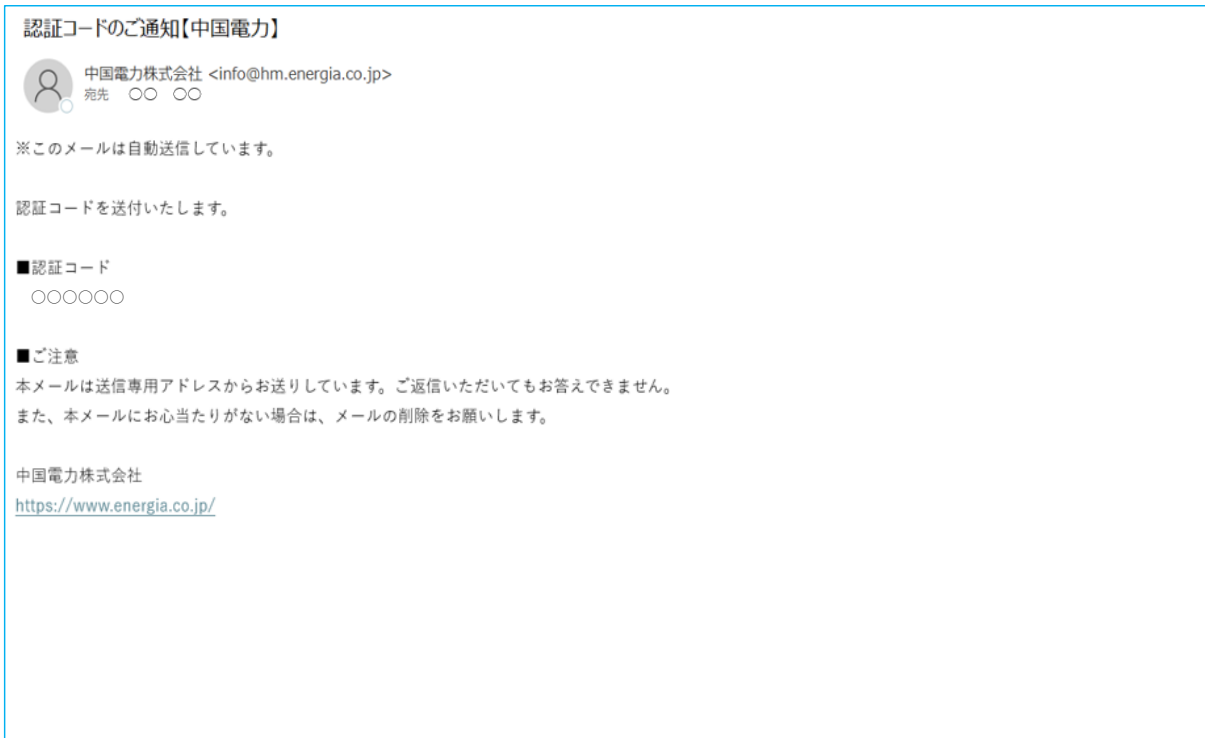 認証コードのご通知【中国電力】
中国電力株式会社 <info@hm.energia.co.jp>
宛先 〇〇 〇〇
※このメールは自動送信しています。
認証コードを送付いたします。
■認証コード
〇〇〇〇〇〇
■ご注意
本メールは送信専用アドレスからお送りしています。ご返信いただいてもお答えできません。
また、本メールにお心当たりがない場合は、メールの削除をお願いします。
中国電力株式会社
https://www.energia.co.jp/